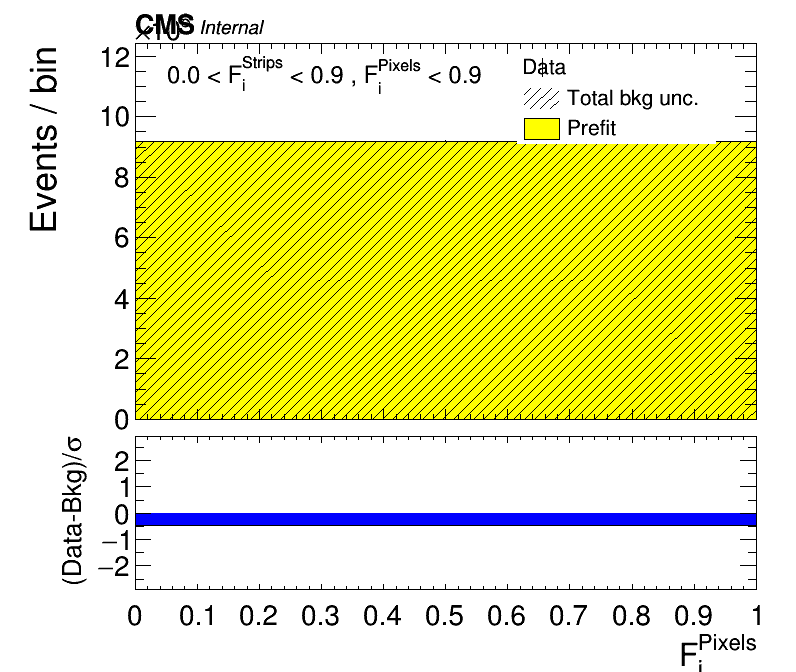 CMS Internal
Events / bin
12
10
8
6
4
2
0
0.0 < F_i^Strips < 0.9 , F_i^Pixels < 0.9
Data
Total bkg unc.
Prefit
(Data-Bkg)/σ
2
1
0
−1
−2
0 0.1 0.2 0.3 0.4 0.5 0.6 0.7 0.8 0.9 1
F_i^Pixels